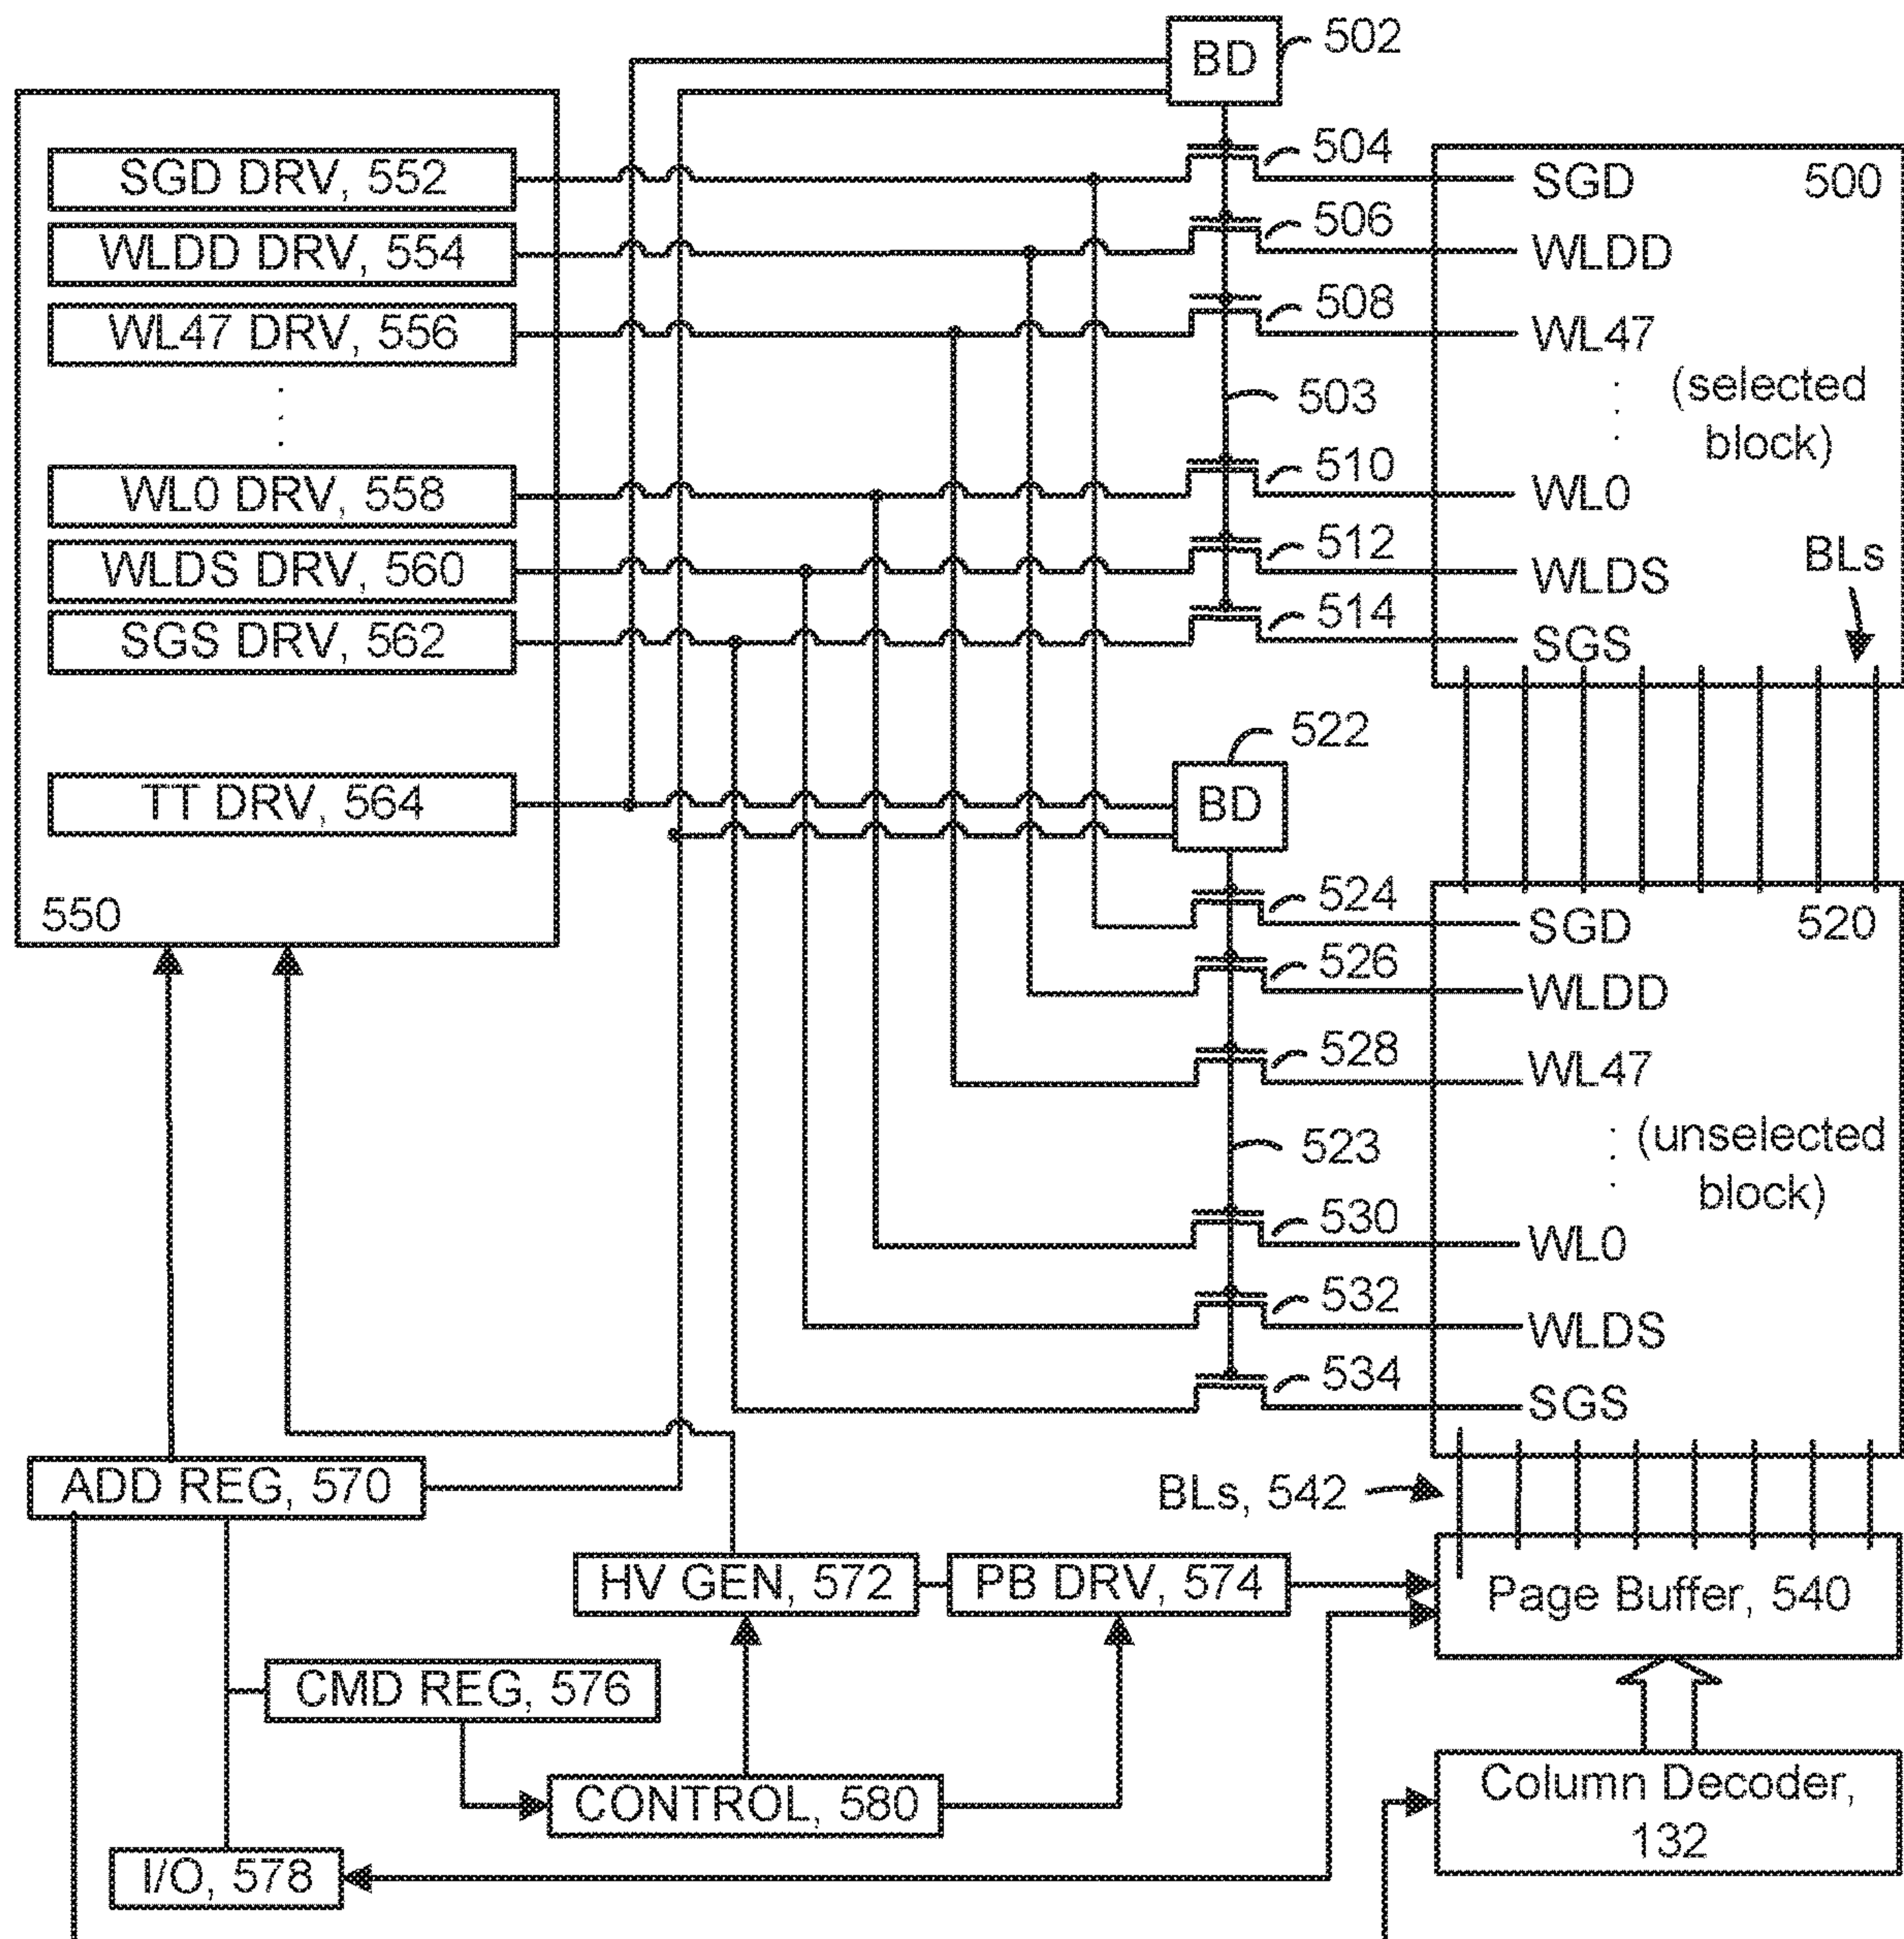 BD
502
SGD DRV, 552
WLDD DRV, 554
WL47 DRV, 556
WL0 DRV, 558
WLDS DRV, 560
SGS DRV, 562
TT DRV, 564
550
504
506
508
503
510
512
514
500
SGD
WLDD
WL47
(selected
block)
WL0
WLDS
SGS
BLs
522
BD
524
526
528
523
530
532
534
520
SGD
WLDD
WL47
(unselected
block)
WL0
WLDS
SGS
ADD REG, 570
BLs, 542
HV GEN, 572
PB DRV, 574
Page Buffer, 540
CMD REG, 576
CONTROL, 580
Column Decoder,
132
I/O, 578